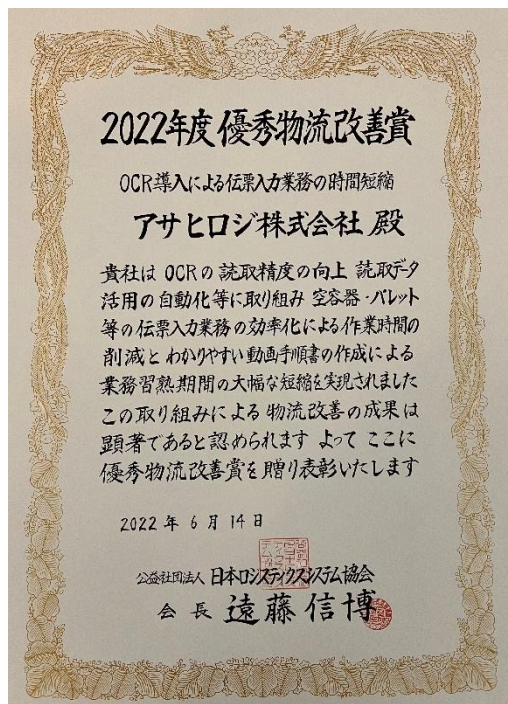 2022年度優秀物流改善賞
OCR導入による伝票入力業務の時間短縮
アサヒロジ株式会社 殿
貴社は OCRの 読取精度の向上 読取データ
活用の自動化等に取り組み 空容器・パレット
等の伝票入力業務の効率化による作業時間の
削減と わかりやすい動画手順書の作成による
業務習熟期間の大幅な短縮を実現されました
この取り組みによる 物流改善の成果は
顕著であると認められます よって ここに
優秀物流改善賞を贈り表彰いたします
2022年 6月 14日
公益社団法人 日本ロジスティクスシステム協会
会長 遠藤信博